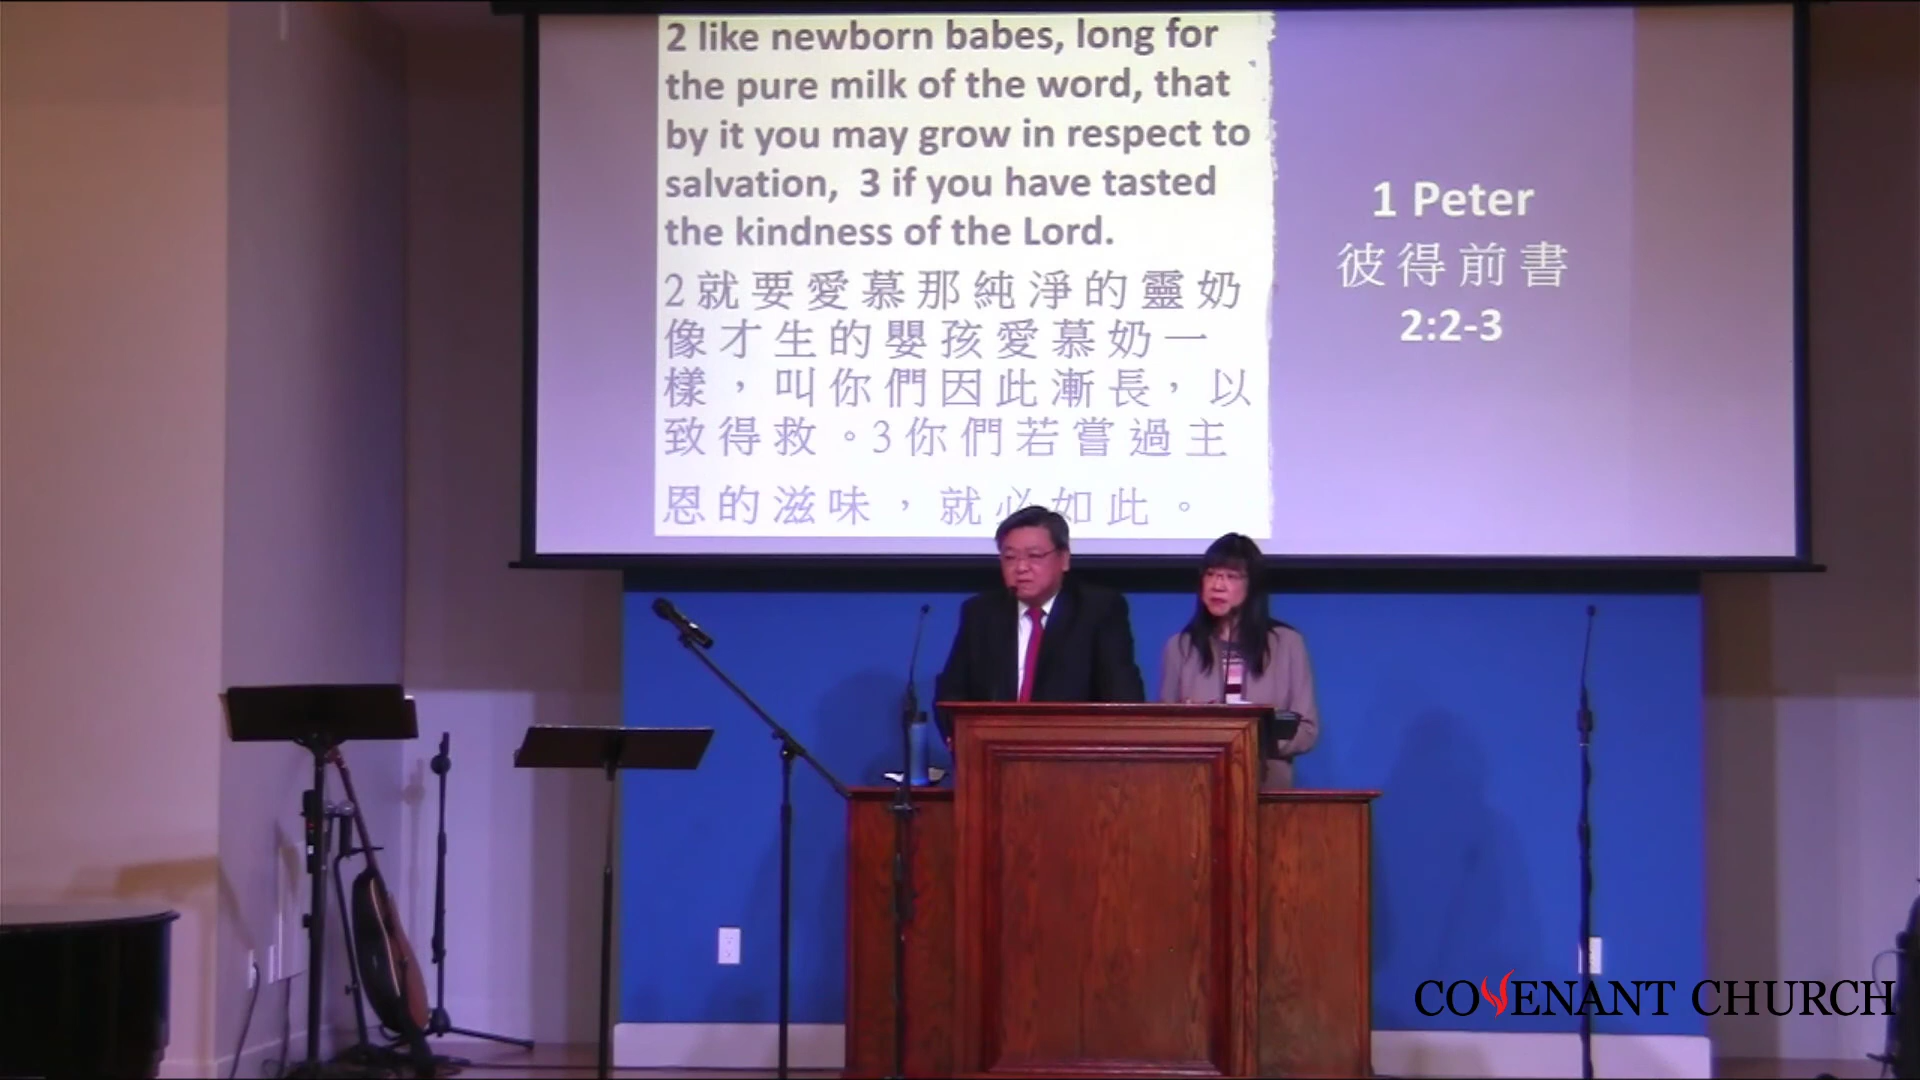 2 like newborn babes, long for
the pure milk of the word, that
by it you may grow in respect to
salvation,  3 if you have tasted
the kindness of the Lord.
2就要愛慕那純淨的靈奶
像才生的嬰孩愛慕奶一
樣，叫你們因此漸長，以
致得救。3你們若嘗過主
恩的滋味，就必如此。
1 Peter
彼得前書
2:2-3
COVENANT CHURCH